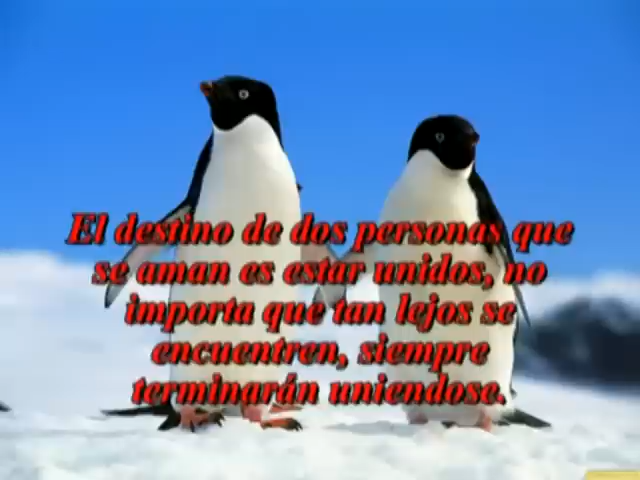 El destino de dos personas que
se aman es estar unidos, no
importa que tan lejos se
encuentren, siempre
terminarán uniendose.